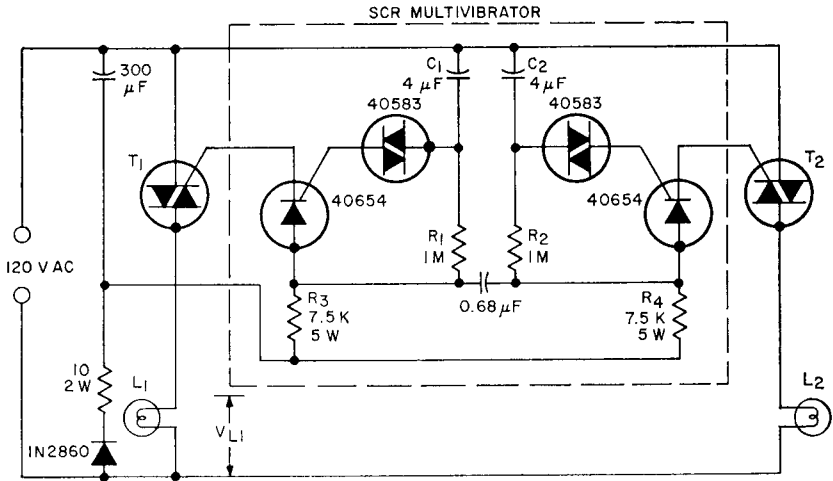 SCR MULTIVIBRATOR
300
μF
C1
4 μF
C2
4 μF
40583
40583
T1
T2
40654
40654
120 V AC
R1
1M
R2
1M
R3
7.5 K
5 W
0.68 μF
R4
7.5 K
5 W
10
2 W
L1
L2
VL1
1N2860